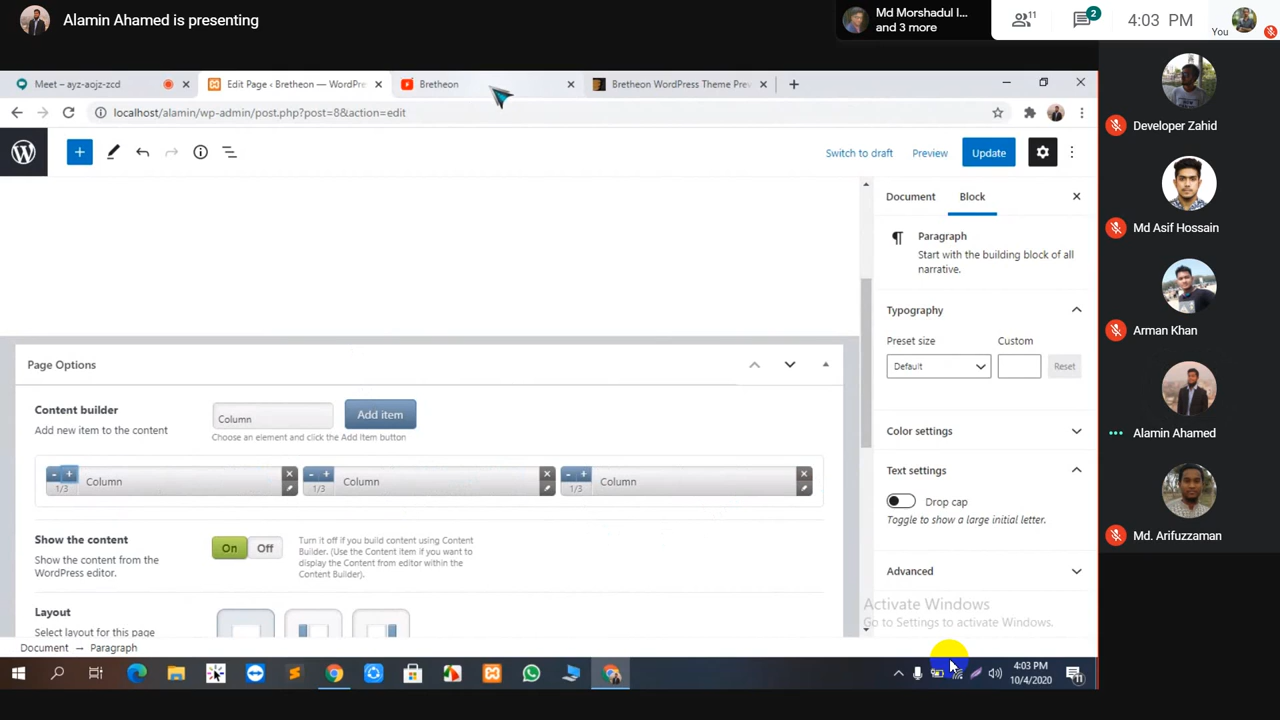 Alamin Ahamed is presenting
Md Morshadul I...
and 3 more
11
2
4:03 PM
You
Meet – ayz-aojz-zcd
Edit Page ‹ Bretheon — WordPre
Bretheon
Bretheon WordPress Theme Prev
localhost/alamin/wp-admin/post.php?post=8&action=edit
Switch to draft
Preview
Update
Document
Block
Paragraph
Start with the building block of all
narrative.
Typography
Preset size
Custom
Default
Reset
Color settings
Text settings
Drop cap
Toggle to show a large initial letter.
Advanced
Page Options
Content builder
Add new item to the content
Column
Add item
Choose an element and click the Add Item button
1/3
Column
1/3
Column
1/3
Column
Show the content
Show the content from the
WordPress editor.
On
Off
Turn it off if you build content using Content
Builder. (Use the Content item if you want to
display the Content from editor within the
Content Builder).
Layout
Select layout for this page
Activate Windows
Go to Settings to activate Windows.
Document → Paragraph
4:03 PM
10/4/2020
Developer Zahid
Md Asif Hossain
Arman Khan
Alamin Ahamed
Md. Arifuzzaman